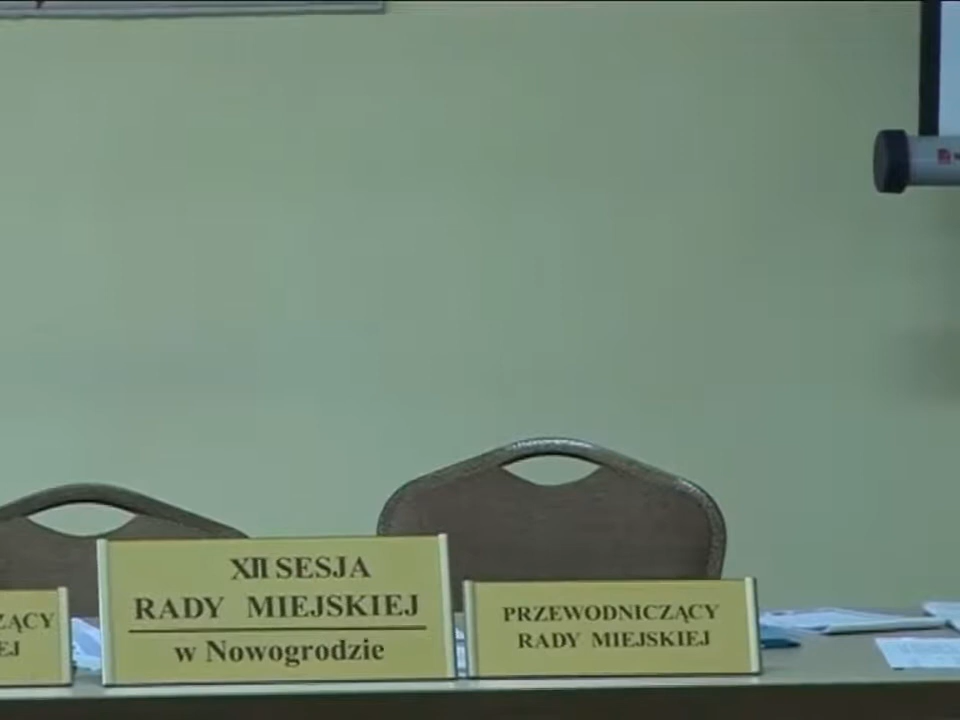 XII SESJA
RADY MIEJSKIEJ
w Nowogrodzie
PRZEWODNICZĄCY
RADY MIEJSKIEJ